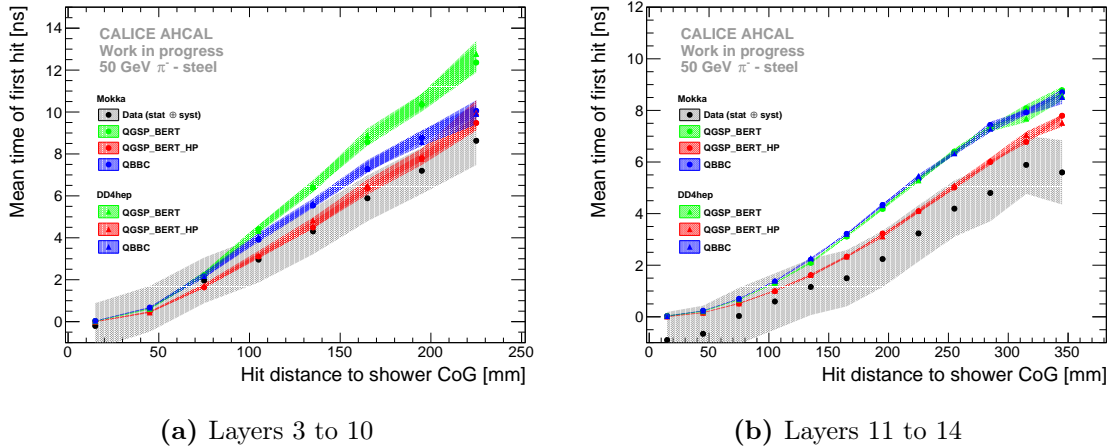 Mean time of first hit [ns]
14
12
10
8
6
4
2
0
CALICE AHCAL
Work in progress
50 GeV π⁻ - steel
Mokka
Data (stat ⊕ syst)
QGSP_BERT
QGSP_BERT_HP
QBBC
DD4hep
QGSP_BERT
QGSP_BERT_HP
QBBC
0 50 100 150 200 250
Hit distance to shower CoG [mm]
(a) Layers 3 to 10
Mean time of first hit [ns]
12
10
8
6
4
2
0
CALICE AHCAL
Work in progress
50 GeV π⁻ - steel
Mokka
Data (stat ⊕ syst)
QGSP_BERT
QGSP_BERT_HP
QBBC
DD4hep
QGSP_BERT
QGSP_BERT_HP
QBBC
0 50 100 150 200 250 300 350
Hit distance to shower CoG [mm]
(b) Layers 11 to 14